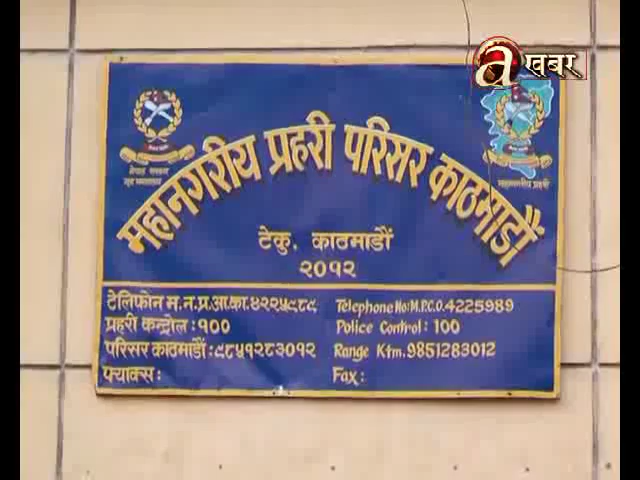 a खबर
महानगरीय प्रहरी परिसर काठमाडौं
टेकु, काठमाडौं
२०१२
टेलिफोन म.न.प्र.आ.का.४२२५९८९
Telephone No:M.P.C.O.4225989
प्रहरी कन्ट्रोल:१००
Police Control: 100
परिसर काठमाडौं:९८५१२८३०१२
Range Ktm.9851283012
फ्याक्स:
Fax: